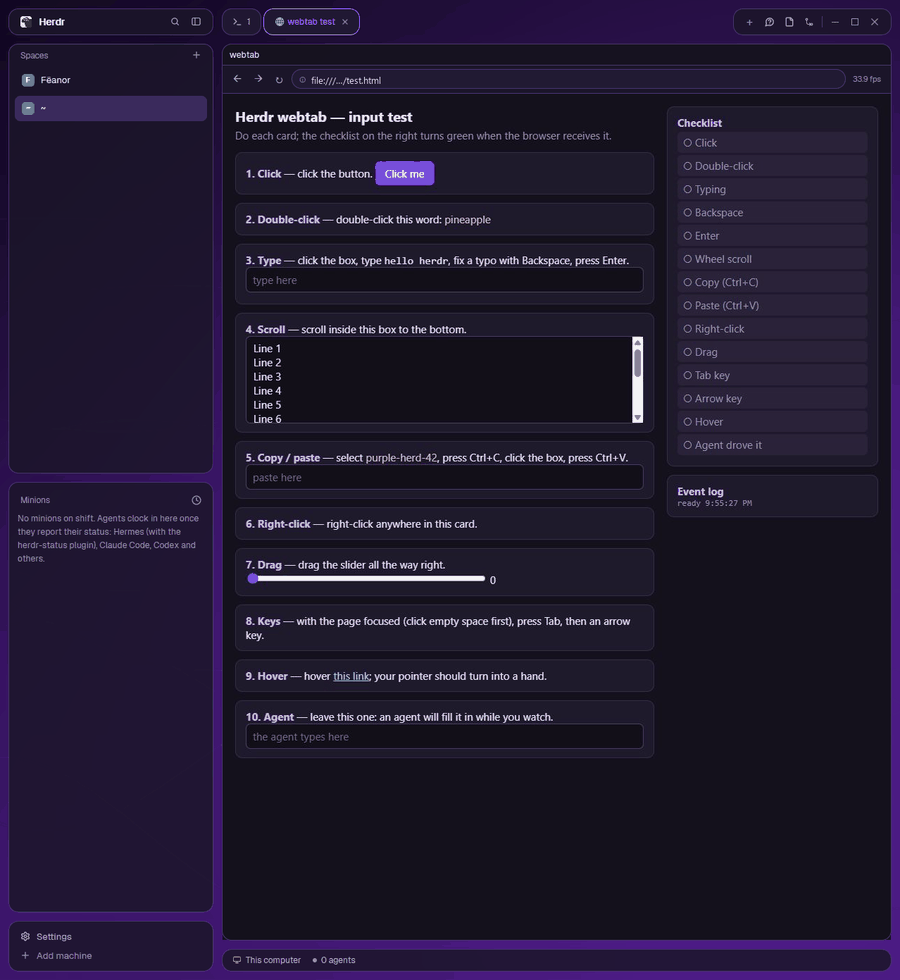 Herdr
1
webtab test
Spaces
F Fëanor
~ ~
Minions
No minions on shift. Agents clock in here once
they report their status: Hermes (with the
herdr-status plugin), Claude Code, Codex and
others.
Settings
Add machine
webtab
file:///.../test.html
33.9 fps
Herdr webtab — input test
Do each card; the checklist on the right turns green when the browser receives it.
1. Click — click the button. Click me
2. Double-click — double-click this word: pineapple
3. Type — click the box, type hello herdr, fix a typo with Backspace, press Enter.
type here
4. Scroll — scroll inside this box to the bottom.
Line 1
Line 2
Line 3
Line 4
Line 5
Line 6
5. Copy / paste — select purple-herd-42, press Ctrl+C, click the box, press Ctrl+V.
paste here
6. Right-click — right-click anywhere in this card.
7. Drag — drag the slider all the way right.
0
8. Keys — with the page focused (click empty space first), press Tab, then an arrow
key.
9. Hover — hover this link; your pointer should turn into a hand.
10. Agent — leave this one: an agent will fill it in while you watch.
the agent types here
Checklist
Click
Double-click
Typing
Backspace
Enter
Wheel scroll
Copy (Ctrl+C)
Paste (Ctrl+V)
Right-click
Drag
Tab key
Arrow key
Hover
Agent drove it
Event log
ready 9:55:27 PM
This computer
0 agents